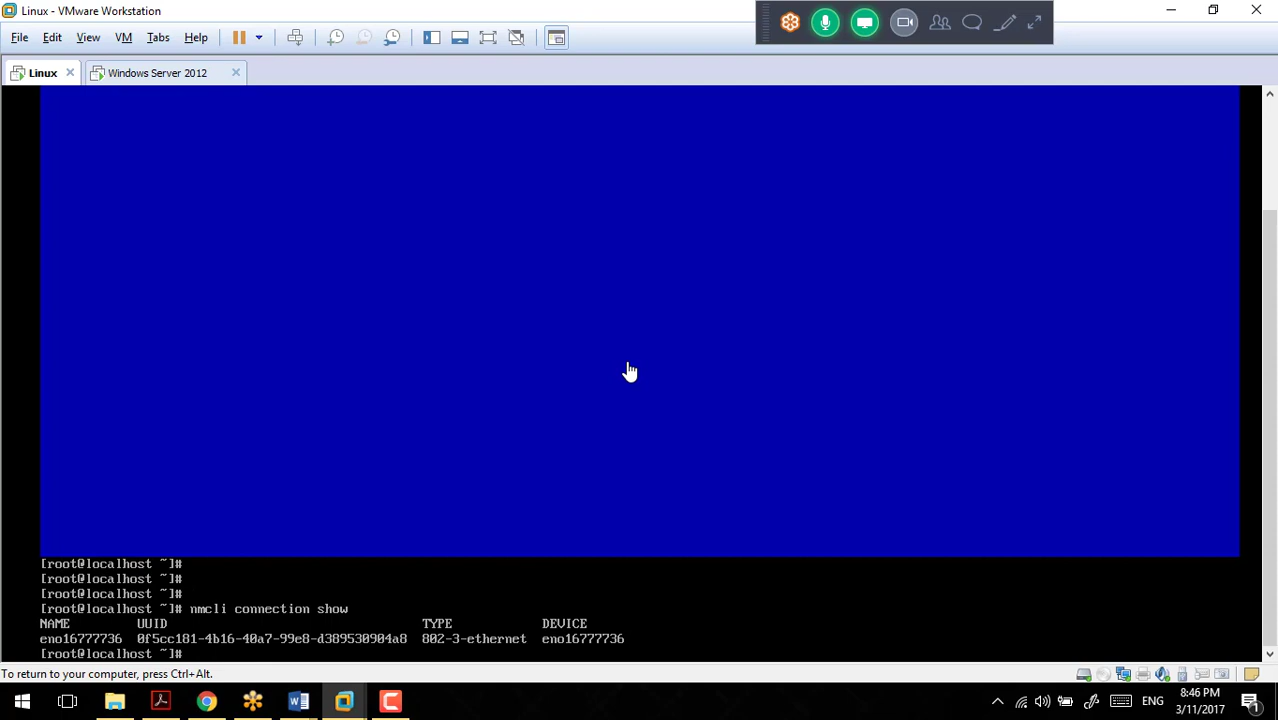 Linux - VMware Workstation
File Edit View VM Tabs Help
Linux Windows Server 2012
[root@localhost ~]#
[root@localhost ~]#
[root@localhost ~]#
[root@localhost ~]# nmcli connection show
NAME UUID TYPE DEVICE
eno16777736 0f5cc181-4b16-40a7-99e8-d389530904a8 802-3-ethernet eno16777736
[root@localhost ~]#
To return to your computer, press Ctrl+Alt.
ENG
8:46 PM
3/11/2017
1